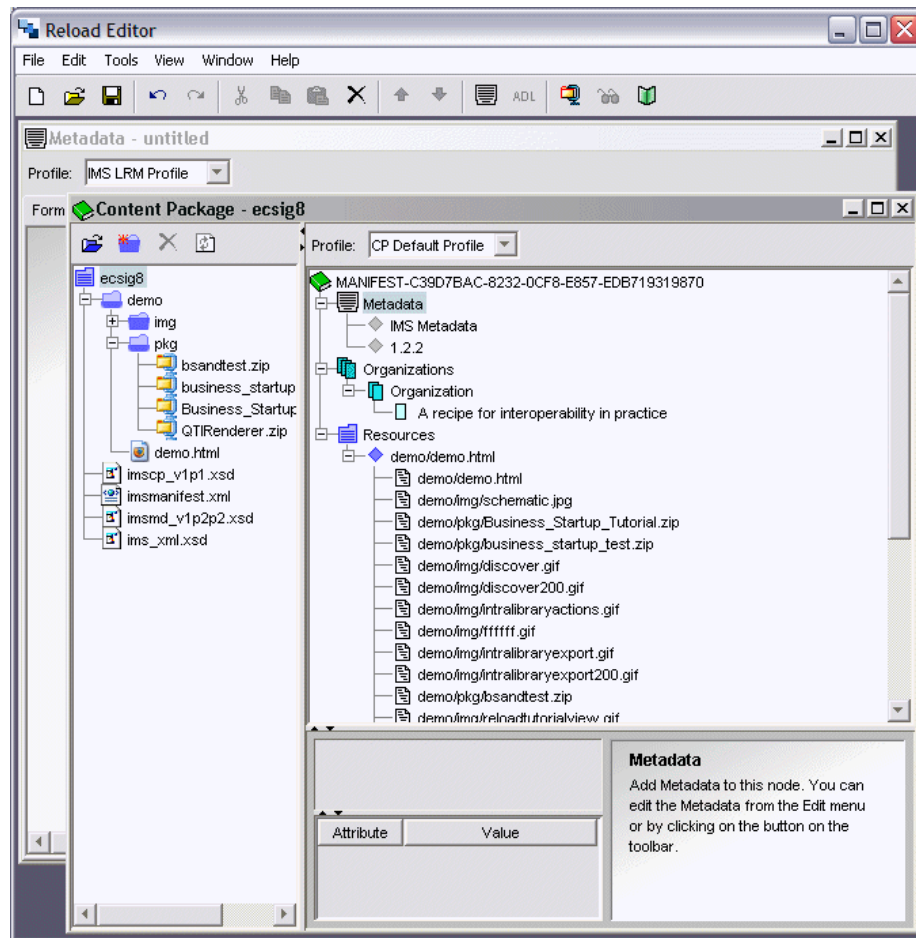 Reload Editor
File Edit Tools View Window Help
ADL
Metadata - untitled
Profile: IMS LRM Profile
Form
Content Package - ecsig8
Profile: CP Default Profile
ecsig8
demo
img
pkg
bsandtest.zip
business_startup
Business_Startup
QTIRenderer.zip
demo.html
imscp_v1p1.xsd
imsmanifest.xml
imsmd_v1p2p2.xsd
ims_xml.xsd
MANIFEST-C39D7BAC-8232-0CF8-E857-EDB719319870
Metadata
IMS Metadata
1.2.2
Organizations
Organization
A recipe for interoperability in practice
Resources
demo/demo.html
demo/demo.html
demo/img/schematic.jpg
demo/pkg/Business_Startup_Tutorial.zip
demo/pkg/business_startup_test.zip
demo/img/discover.gif
demo/img/discover200.gif
demo/img/intralibraryactions.gif
demo/img/ffffff.gif
demo/img/intralibraryexport.gif
demo/img/intralibraryexport200.gif
demo/pkg/bsandtest.zip
demo/img/reloadtutorialview.gif
Attribute Value
Metadata
Add Metadata to this node. You can
edit the Metadata from the Edit menu
or by clicking on the button on the
toolbar.